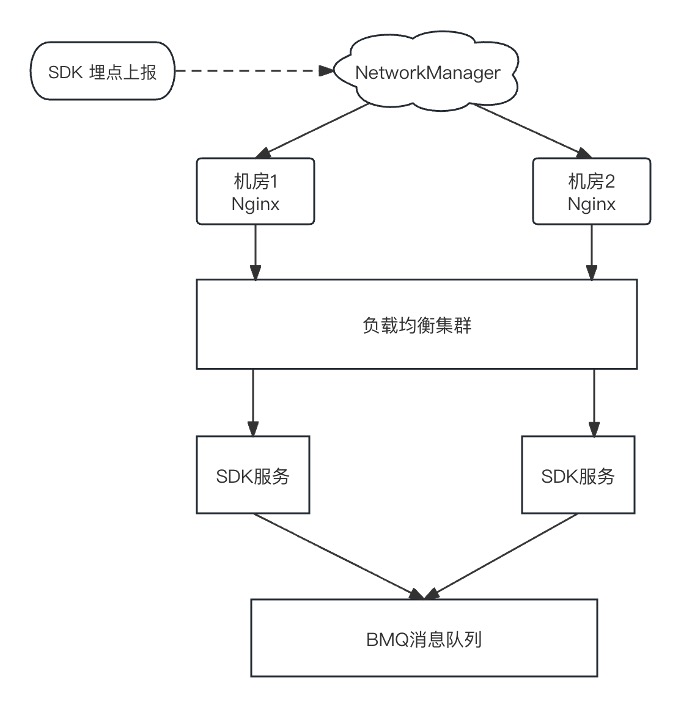 SDK 埋点上报
NetworkManager
机房1
Nginx
机房2
Nginx
负载均衡集群
SDK服务
SDK服务
BMQ消息队列